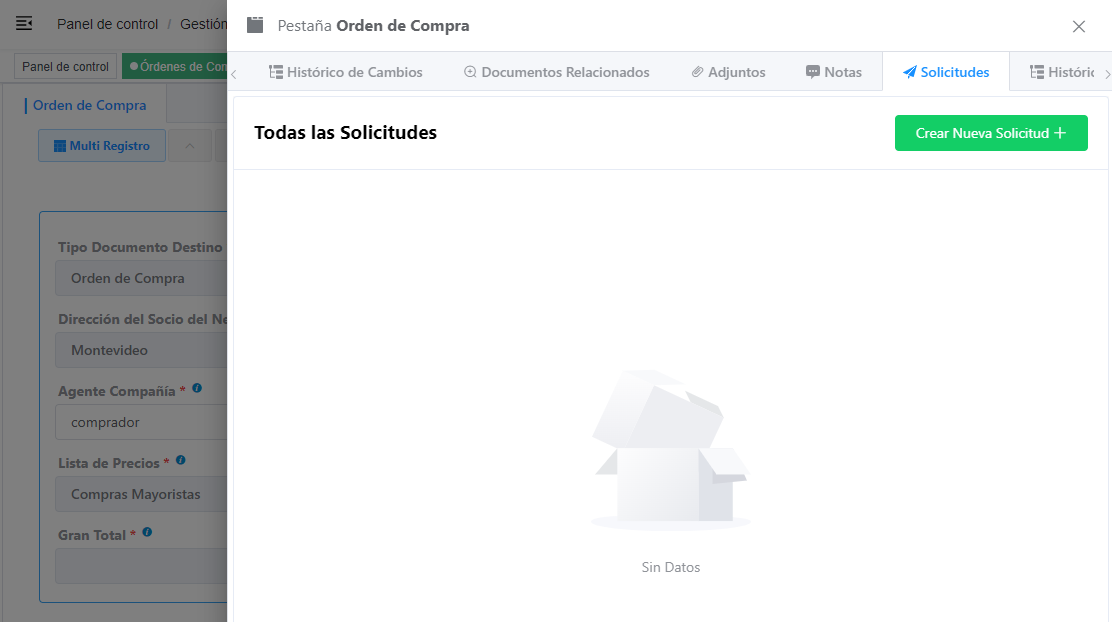 Panel de control / Gestión
Pestaña Orden de Compra
Panel de control
Órdenes de Com
Histórico de Cambios
Documentos Relacionados
Adjuntos
Notas
Solicitudes
Históric
Orden de Compra
Todas las Solicitudes
Crear Nueva Solicitud +
Multi Registro
Tipo Documento Destino
Orden de Compra
Dirección del Socio del Ne
Montevideo
Agente Compañía *
comprador
Lista de Precios *
Compras Mayoristas
Gran Total *
Sin Datos